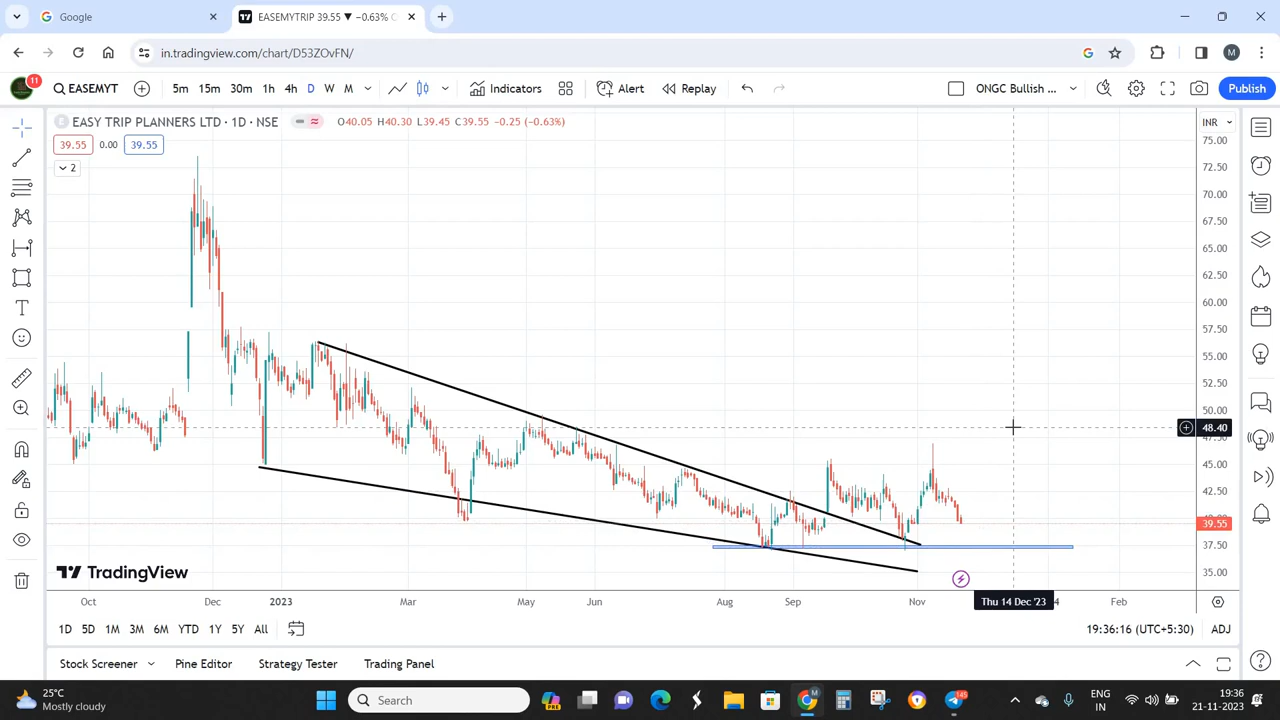 Google
EASEMYTRIP 39.55 ▼ −0.63%
in.tradingview.com/chart/D53ZOvFN/
M
11
EASEMYT
5m 15m 30m 1h 4h D W M
Indicators
Alert
Replay
ONGC Bullish ...
Publish
EASY TRIP PLANNERS LTD · 1D · NSE
O40.05 H40.30 L39.45 C39.55 −0.25 (−0.63%)
INR
39.55 0.00 39.55
2
75.00
72.50
70.00
67.50
65.00
62.50
60.00
57.50
55.00
52.50
50.00
48.40
47.50
45.00
42.50
40.00
39.55
37.50
35.00
TradingView
Oct Dec 2023 Mar May Jun Aug Sep Nov Thu 14 Dec '23 Feb
1D 5D 1M 3M 6M YTD 1Y 5Y All
19:36:16 (UTC+5:30) ADJ
Stock Screener Pine Editor Strategy Tester Trading Panel
25°C
Mostly cloudy
Search
PRE
M
145
ENG
IN
19:36
21-11-2023